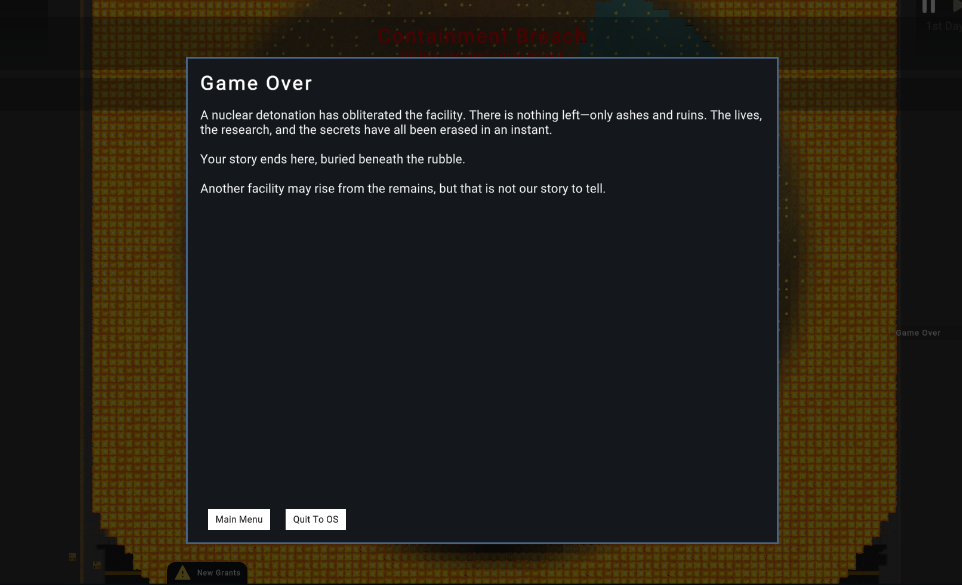 Containment Breach
1st Day
Game Over
A nuclear detonation has obliterated the facility. There is nothing left—only ashes and ruins. The lives,
the research, and the secrets have all been erased in an instant.
Your story ends here, buried beneath the rubble.
Another facility may rise from the remains, but that is not our story to tell.
Game Over
Main Menu
Quit To OS
New Grants